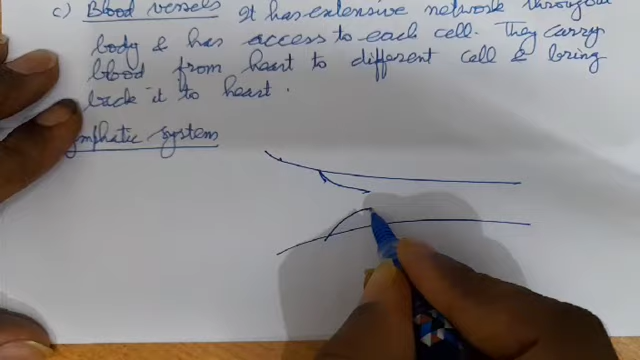 c) Blood vessels It has extensive network throughout
body & has access to each cell. They carry
blood from heart to different cell & bring
back it to heart.
ymphatic system